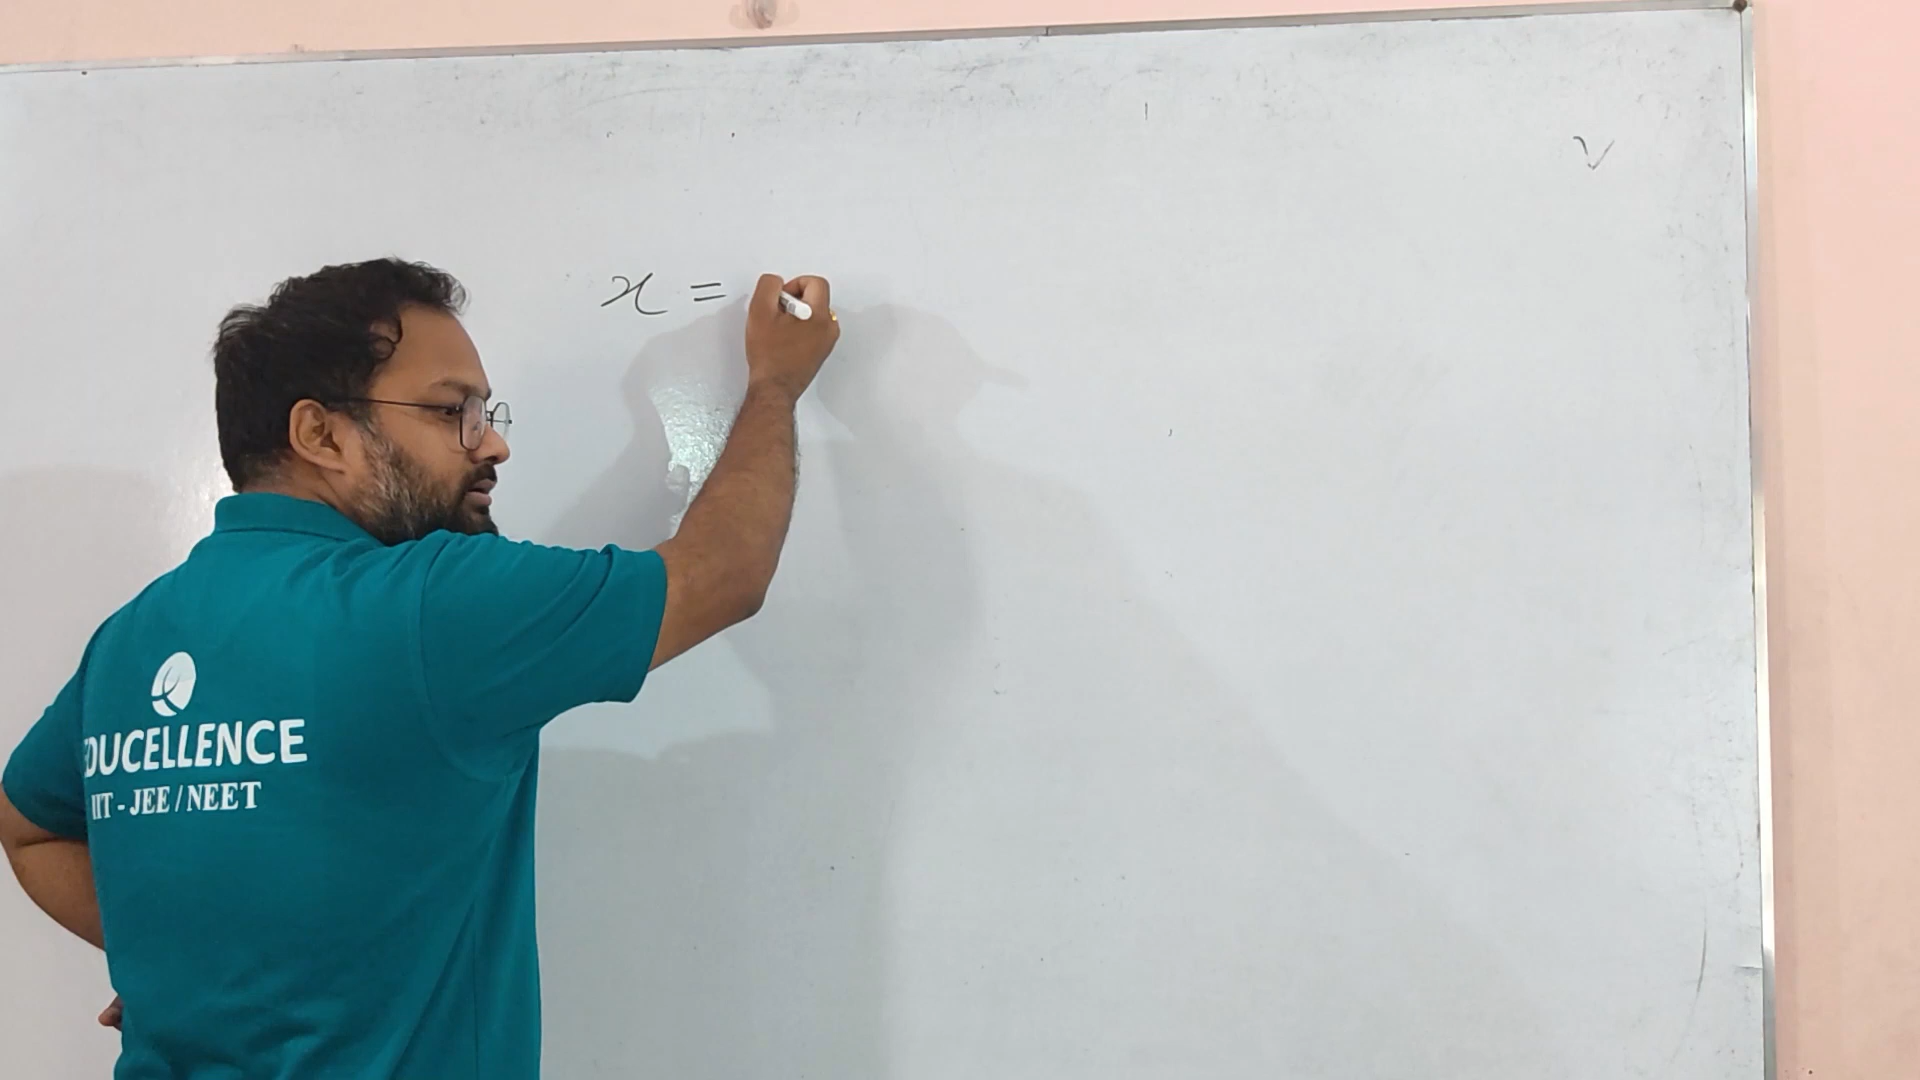 x =
EDUCELLENCE
IIT - JEE / NEET